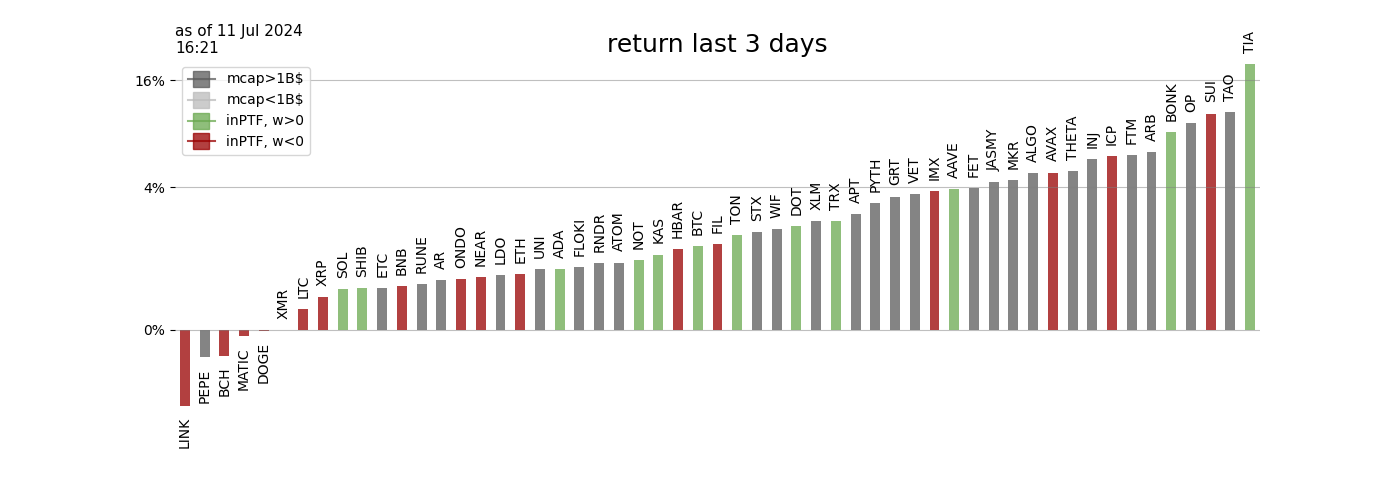 as of 11 Jul 2024
16:21
return last 3 days
mcap>1B$
mcap<1B$
inPTF, w>0
inPTF, w<0
16%
4%
0%
LINK
PEPE
BCH
MATIC
DOGE
XMR
LTC
XRP
SOL
SHIB
ETC
BNB
RUNE
AR
ONDO
NEAR
LDO
ETH
UNI
ADA
FLOKI
RNDR
ATOM
NOT
KAS
HBAR
BTC
FIL
TON
STX
WIF
DOT
XLM
TRX
APT
PYTH
GRT
VET
IMX
AAVE
FET
JASMY
MKR
ALGO
AVAX
THETA
INJ
ICP
FTM
ARB
BONK
OP
SUI
TAO
TIA